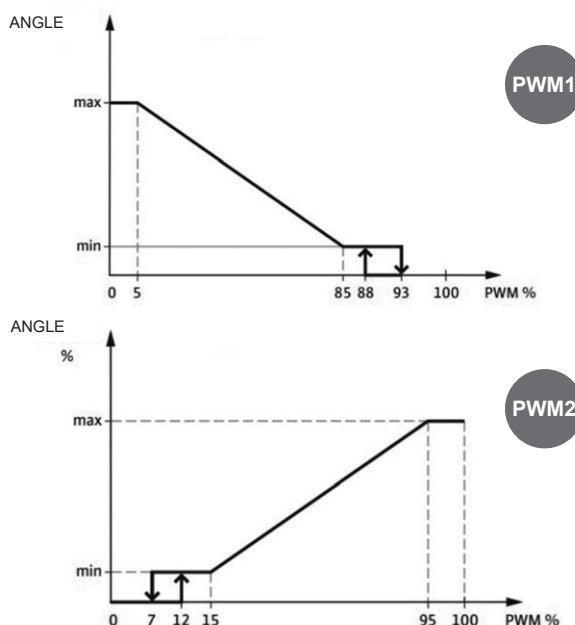 ANGLE
PWM1
max
min
0 5 85 88 93 100 PWM %
ANGLE
%
PWM2
max
min
0 7 12 15 95 100 PWM %